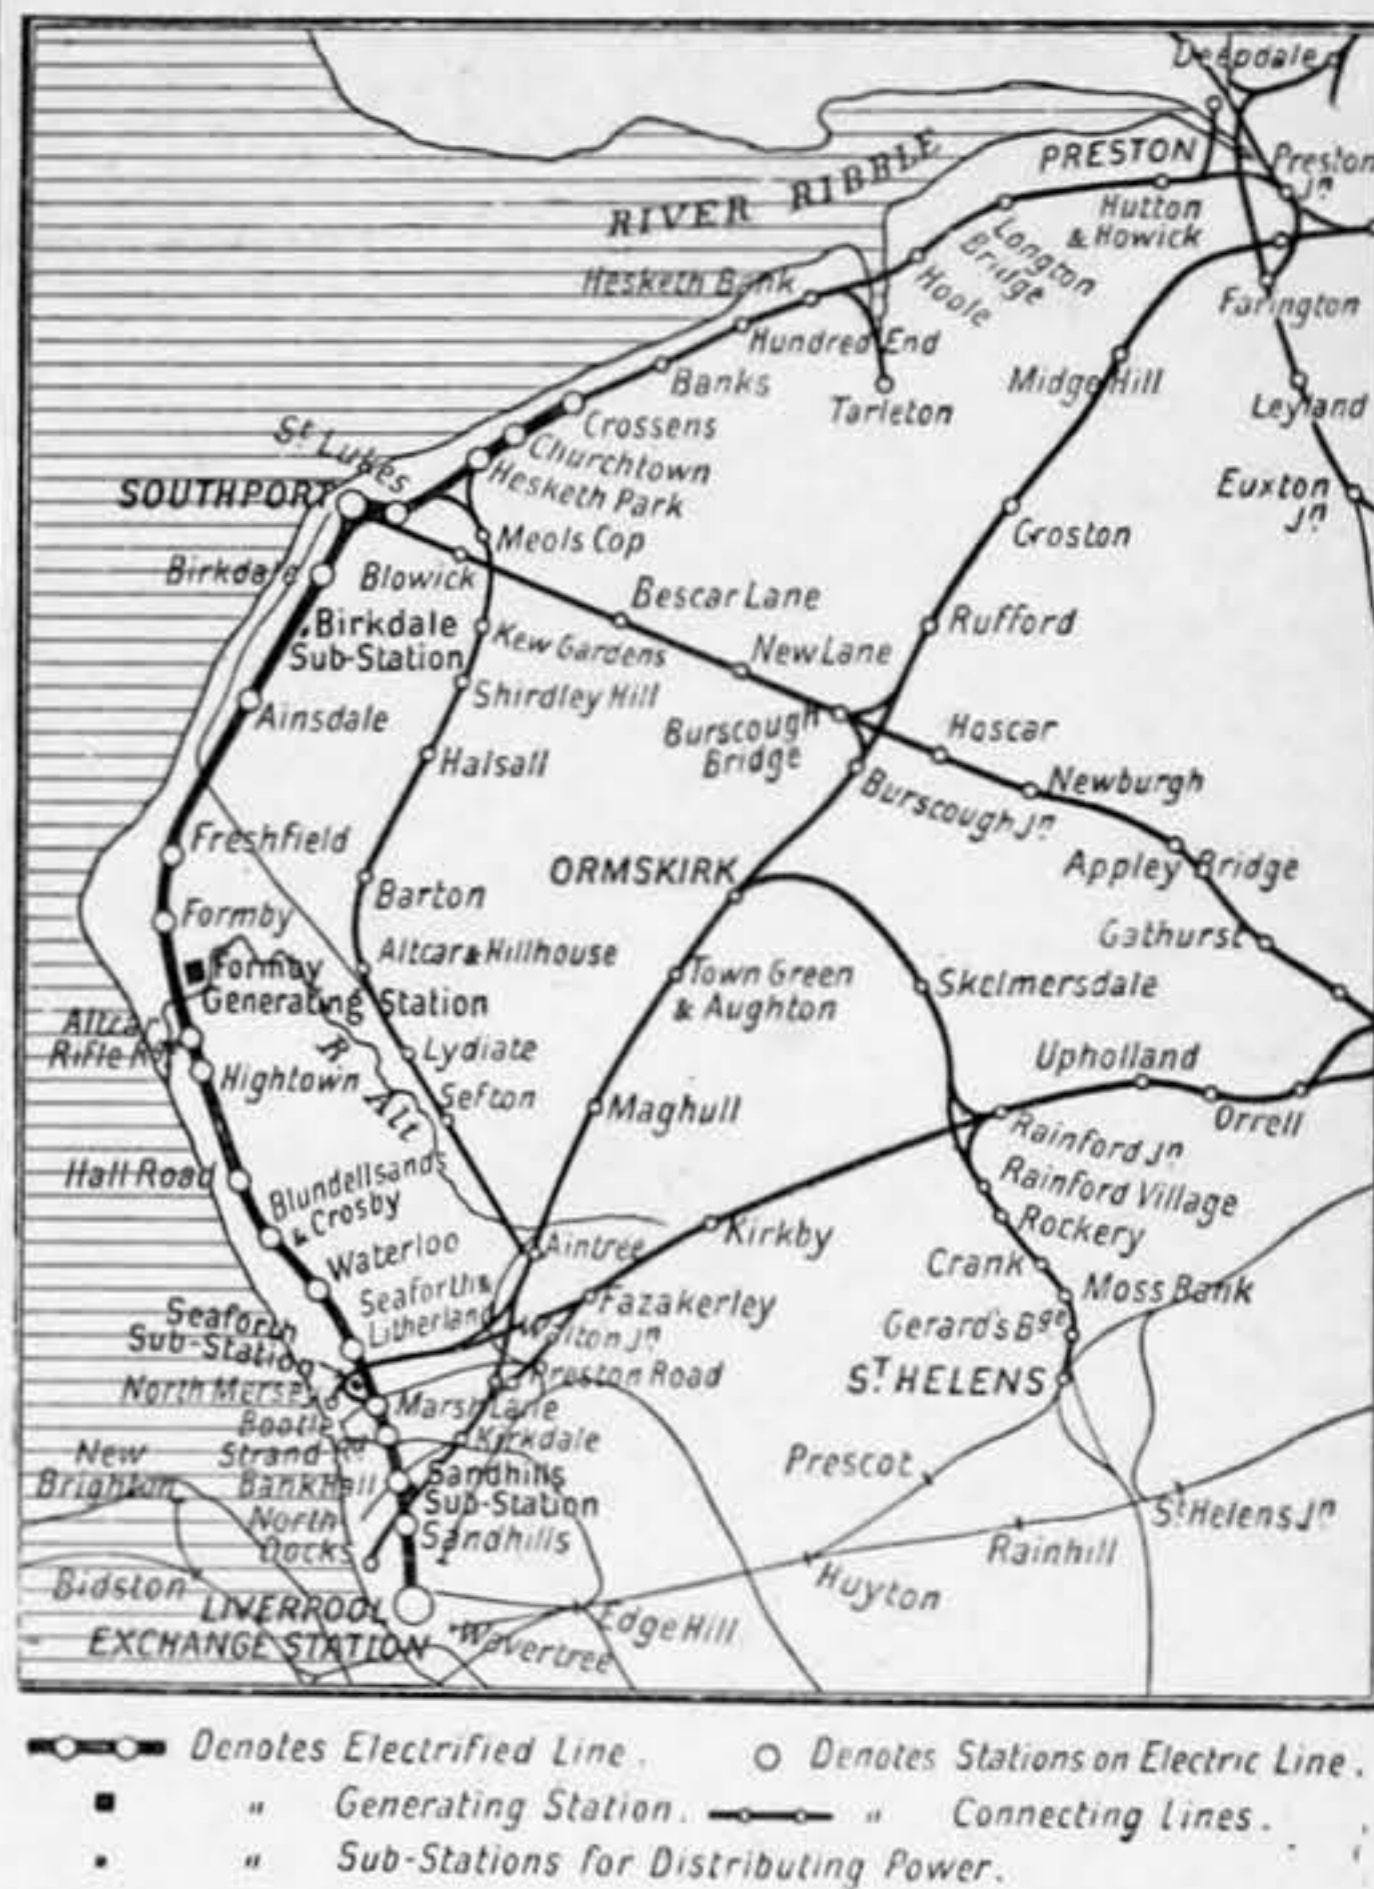 Deepdale
RIVER RIBBLE
PRESTON
Preston
Jn
Hutton
& Howick
Longton
Bridge
Hoole
Hesketh Bank
Farington
Hundred End
Midge Hill
Banks
Tarleton
Leyland
Crossens
St Lukes
Churchtown
Hesketh Park
SOUTHPORT
Euxton
Jn
Meols Cop
Croston
Birkdale
Blowick
Bescar Lane
Birkdale
Sub-Station
Kew Gardens
New Lane
Rufford
Shirdley Hill
Ainsdale
Burscough
Bridge
Hoscar
Halsall
Newburgh
Burscough Jn
Freshfield
ORMSKIRK
Appley Bridge
Barton
Formby
Gathurst
Altcar & Hillhouse
Formby
Generating Station
Town Green
& Aughton
Skelmersdale
Altcar
Rifle Ra
R. Alt
Lydiate
Upholland
Hightown
Sefton
Maghull
Orrell
Rainford Jn
Hall Road
Blundellsands
& Crosby
Rainford Village
Rockery
Waterloo
Aintree
Kirkby
Crank
Moss Bank
Seaforth &
Litherland
Fazakerley
Seaforth
Sub-Station
Walton Jn
Gerard's Bge
North Mersey
Preston Road
ST HELENS
Marsh Lane
Bootle
Strand Rd
Kirkdale
New
Brighton
Bank Hall
Sandhills
Sub-Station
Prescot
North
Docks
Sandhills
St Helens Jn
Rainhill
Bidston
Huyton
LIVERPOOL
EXCHANGE STATION
Edge Hill
Wavertree
Denotes Electrified Line.
Denotes Stations on Electric Line.
" Generating Station.
" Connecting Lines.
" Sub-Stations for Distributing Power.